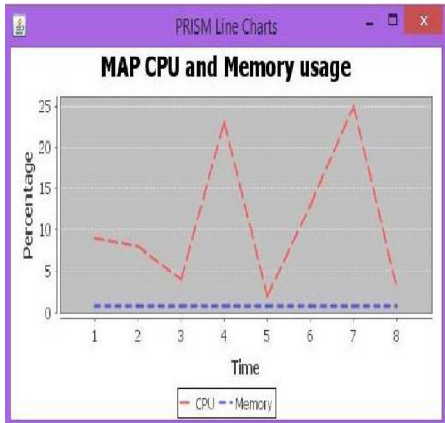 PRISM Line Charts
MAP CPU and Memory usage
25
20
15
10
5
0
Percentage
1 2 3 4 5 6 7 8
Time
CPU Memory